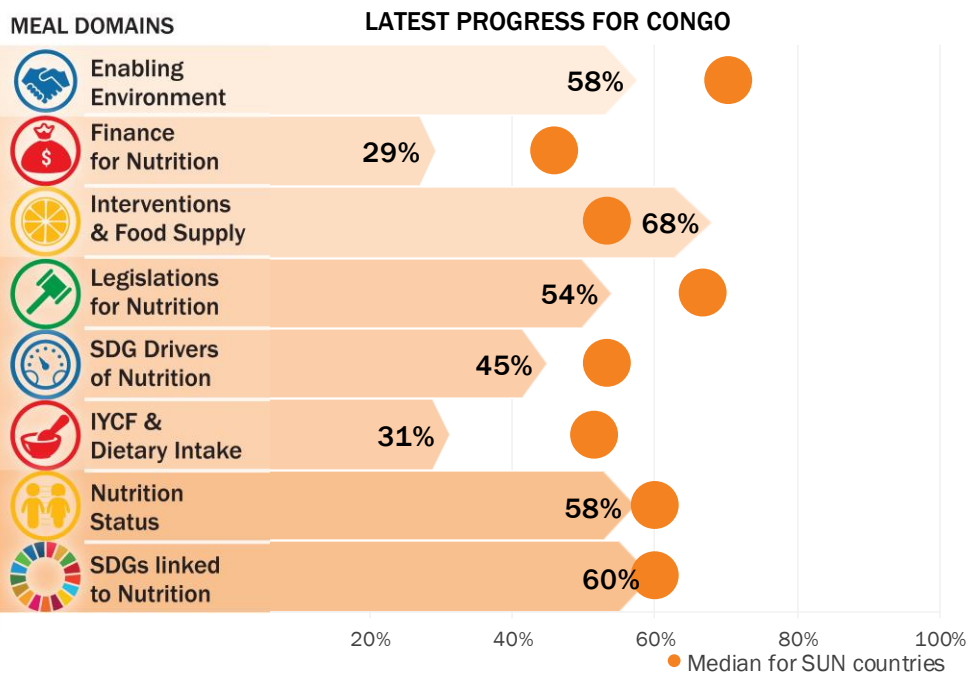 MEAL DOMAINS
LATEST PROGRESS FOR CONGO
Enabling
Environment
58%
Finance
for Nutrition
29%
$
Interventions
& Food Supply
68%
Legislations
for Nutrition
54%
SDG Drivers
of Nutrition
45%
IYCF &
Dietary Intake
31%
Nutrition
Status
58%
SDGs linked
to Nutrition
60%
20% 40% 60% 80% 100%
Median for SUN countries